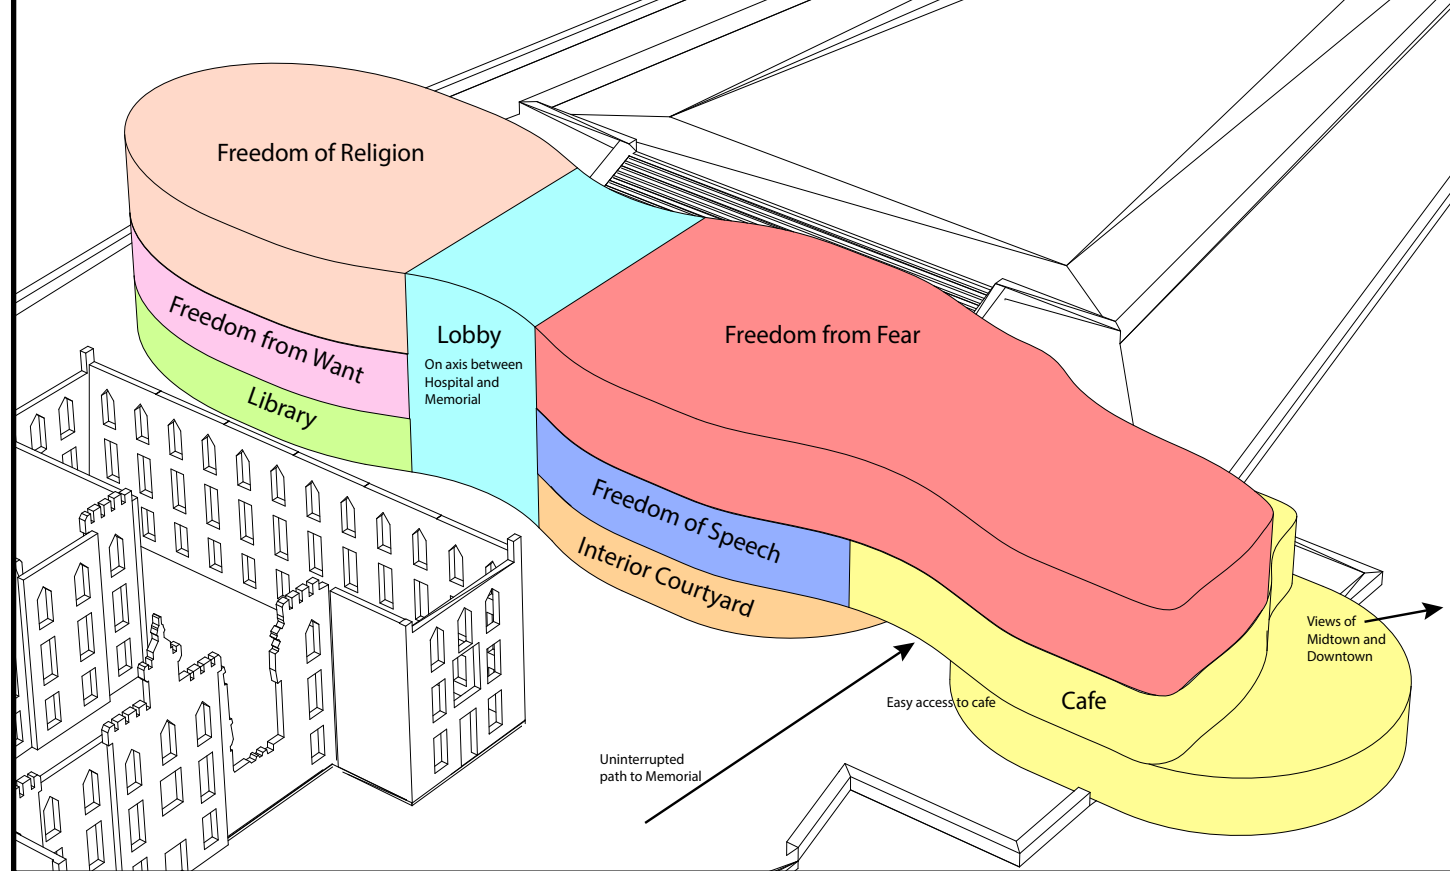 Freedom of Religion
Freedom from Want
Library
Lobby
On axis between
Hospital and
Memorial
Freedom from Fear
Freedom of Speech
Interior Courtyard
Views of
Midtown and
Downtown
Cafe
Easy access to cafe
Uninterrupted
path to Memorial